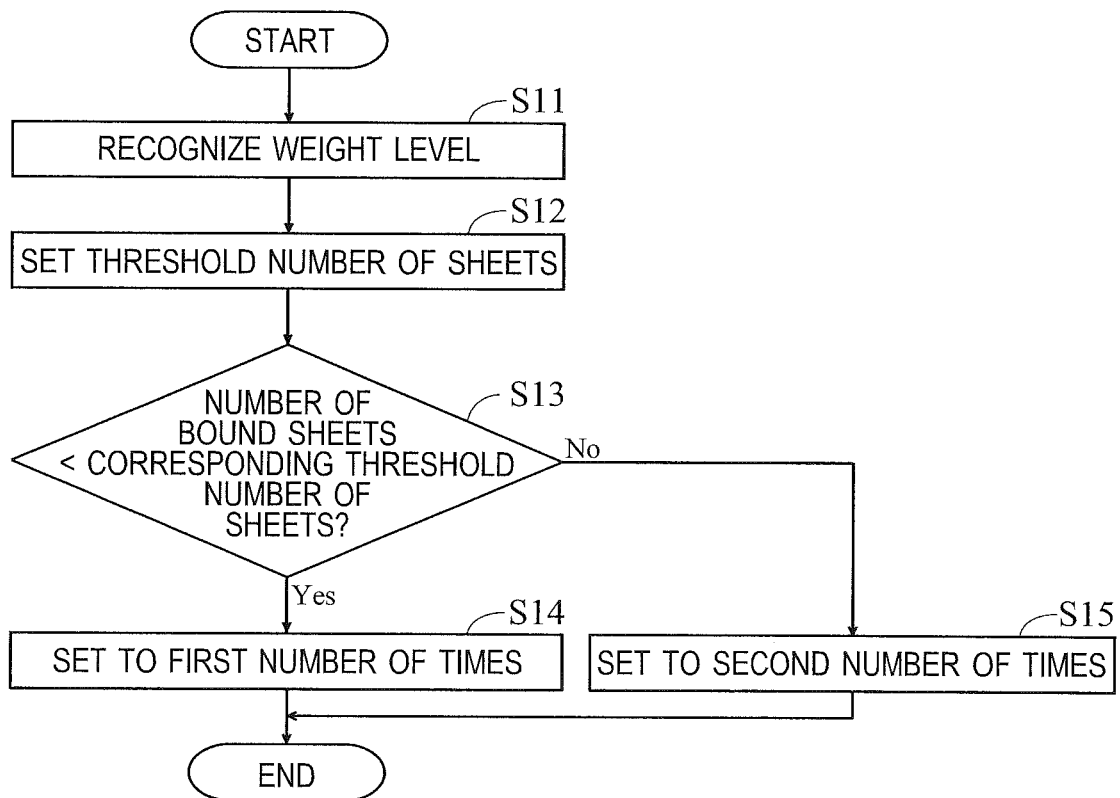 START
S11
RECOGNIZE WEIGHT LEVEL
S12
SET THRESHOLD NUMBER OF SHEETS
S13
NUMBER OF
BOUND SHEETS
< CORRESPONDING THRESHOLD
NUMBER OF
SHEETS?
No
Yes
S14
SET TO FIRST NUMBER OF TIMES
S15
SET TO SECOND NUMBER OF TIMES
END